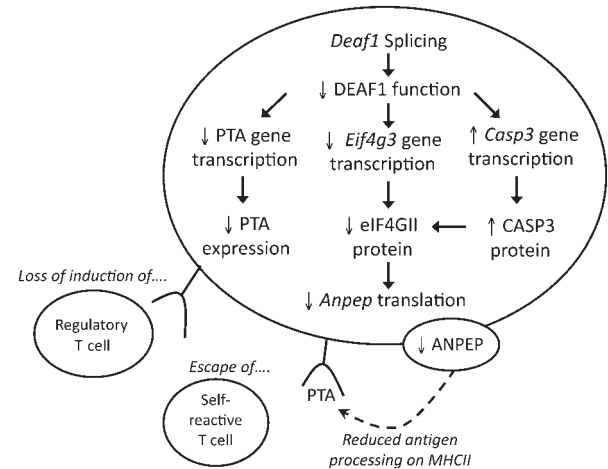 Deaf1 Splicing
↓ DEAF1 function
↓ PTA gene
transcription
↓ Eif4g3 gene
transcription
↑ Casp3 gene
transcription
↓ PTA
expression
↓ eIF4GII
protein
↑ CASP3
protein
↓ Anpep translation
Loss of induction of....
Regulatory
T cell
↓ ANPEP
Escape of....
Self-
reactive
T cell
PTA
Reduced antigen
processing on MHCII